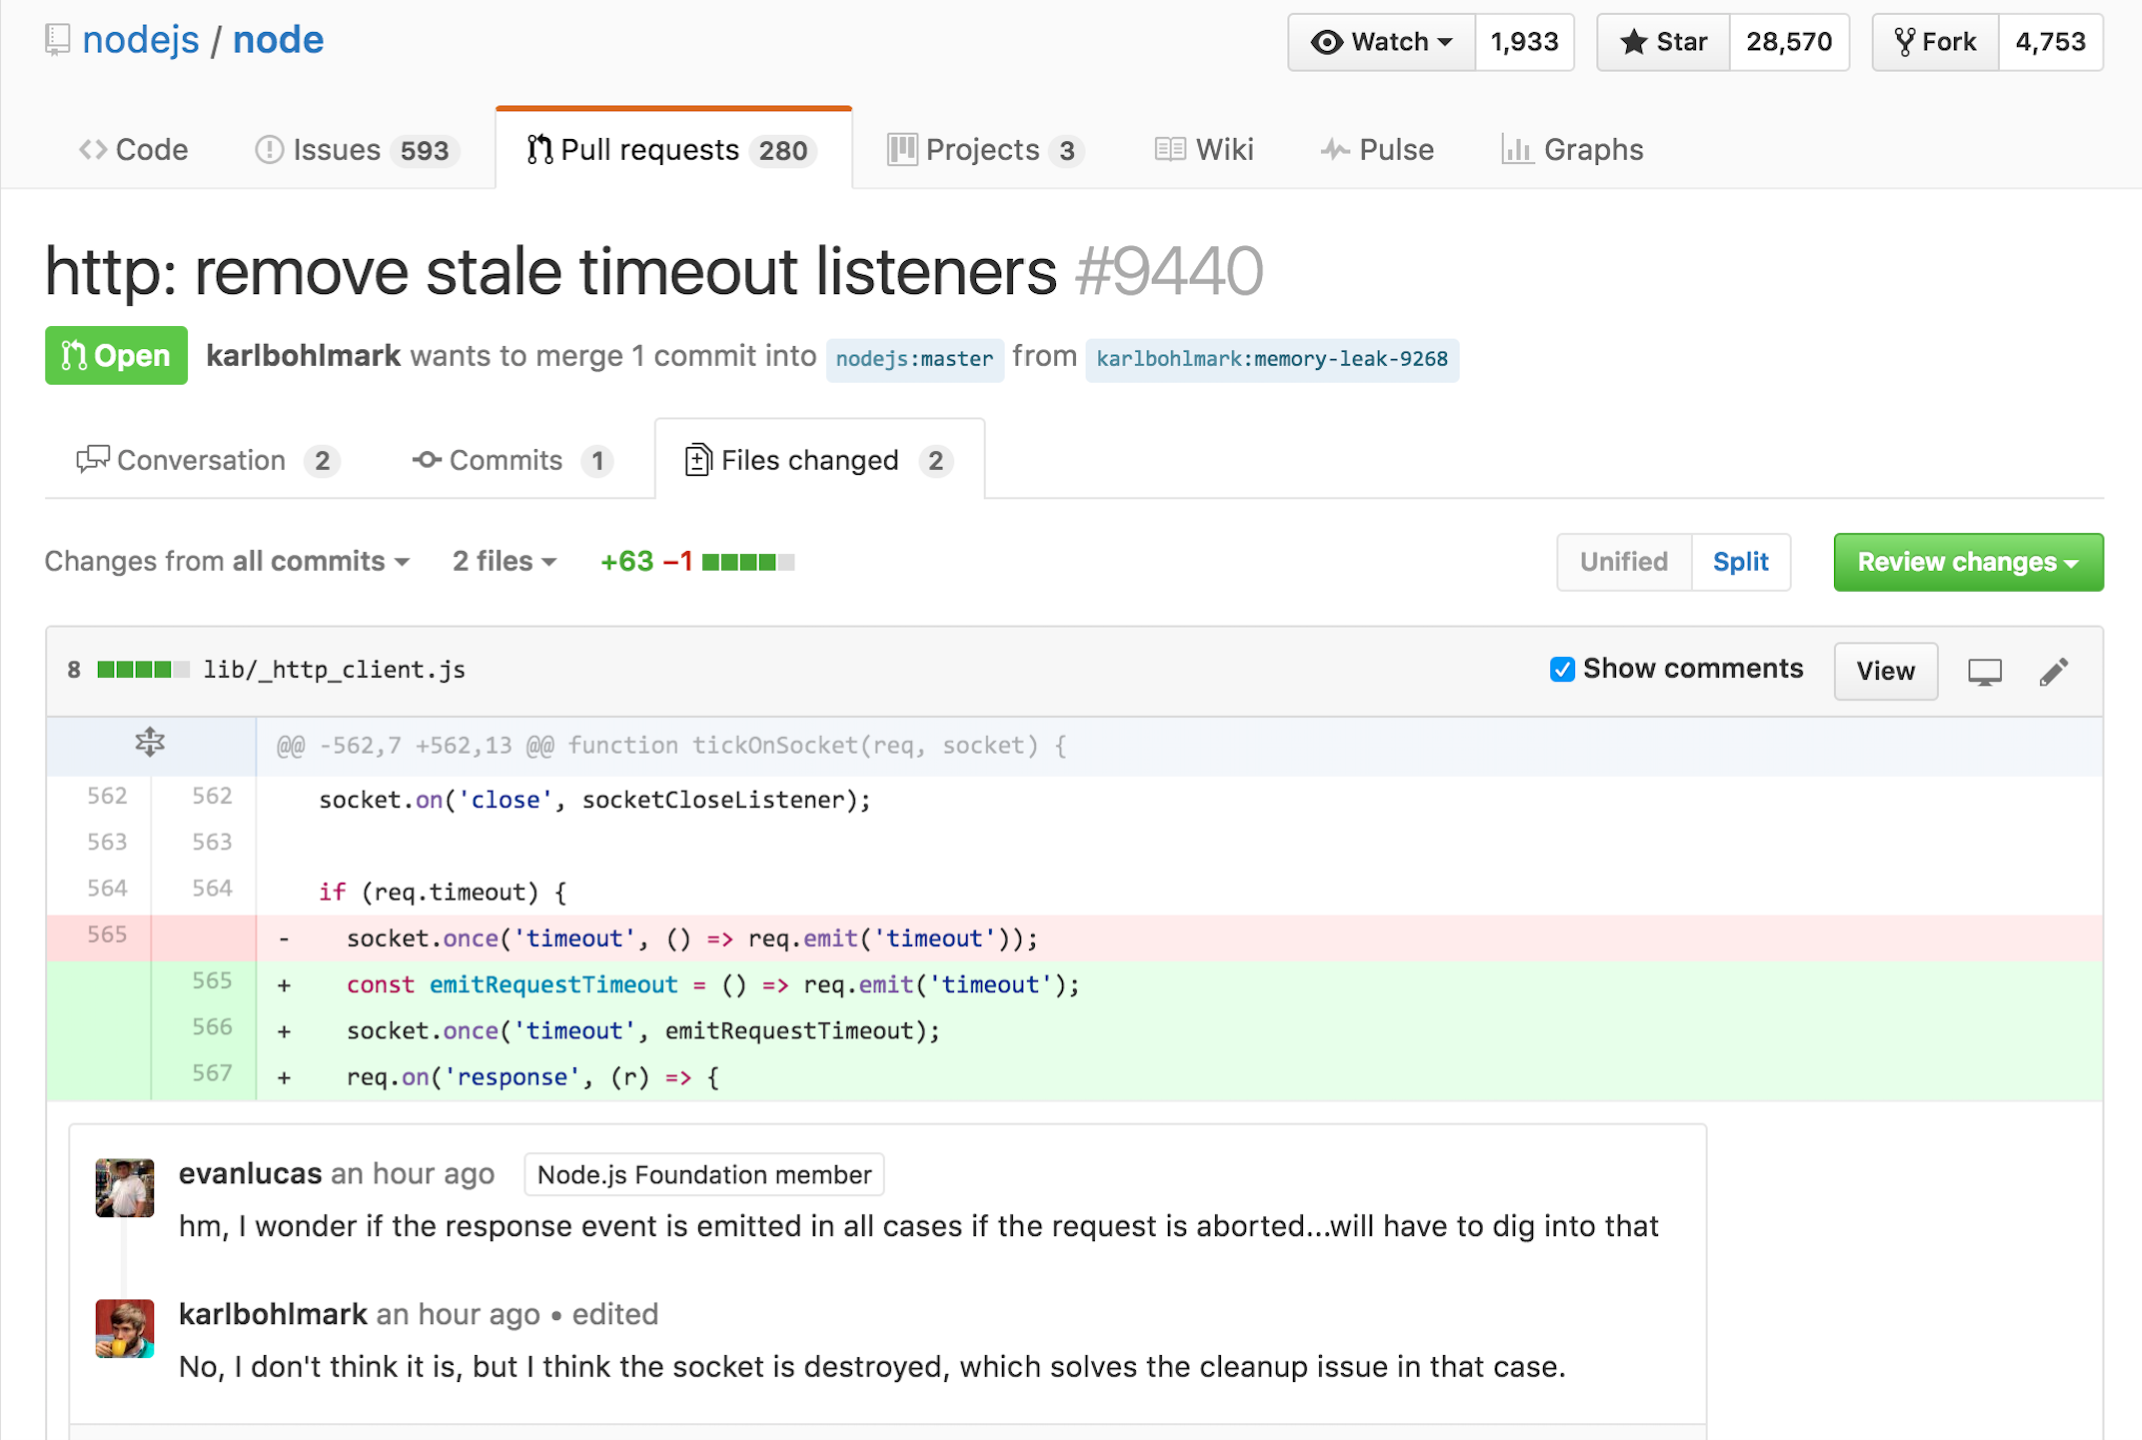 nodejs / node Watch 1,933 Star 28,570 Fork 4,753
Code Issues 593 Pull requests 280 Projects 3 Wiki Pulse Graphs
http: remove stale timeout listeners #9440
Open karlbohlmark wants to merge 1 commit into nodejs:master from karlbohlmark:memory-leak-9268
Conversation 2 Commits 1 Files changed 2
Changes from all commits 2 files +63 −1 Unified Split Review changes
8 lib/_http_client.js Show comments View
@@ -562,7 +562,13 @@ function tickOnSocket(req, socket) {
562 562 socket.on('close', socketCloseListener);
563 563
564 564 if (req.timeout) {
565 - socket.once('timeout', () => req.emit('timeout'));
565 + const emitRequestTimeout = () => req.emit('timeout');
566 + socket.once('timeout', emitRequestTimeout);
567 + req.on('response', (r) => {
evanlucas an hour ago Node.js Foundation member
hm, I wonder if the response event is emitted in all cases if the request is aborted...will have to dig into that
karlbohlmark an hour ago • edited
No, I don't think it is, but I think the socket is destroyed, which solves the cleanup issue in that case.